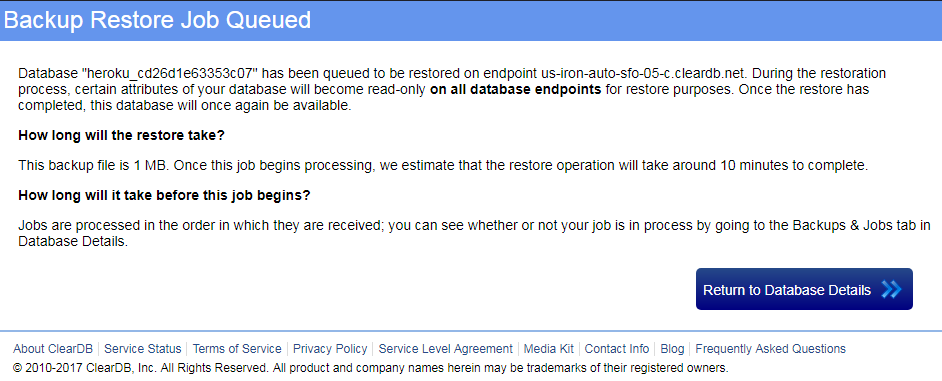 Backup Restore Job Queued
Database "heroku_cd26d1e63353c07" has been queued to be restored on endpoint us-iron-auto-sfo-05-c.cleardb.net. During the restoration
process, certain attributes of your database will become read-only on all database endpoints for restore purposes. Once the restore has
completed, this database will once again be available.
How long will the restore take?
This backup file is 1 MB. Once this job begins processing, we estimate that the restore operation will take around 10 minutes to complete.
How long will it take before this job begins?
Jobs are processed in the order in which they are received; you can see whether or not your job is in process by going to the Backups & Jobs tab in
Database Details.
Return to Database Details
About ClearDB | Service Status | Terms of Service | Privacy Policy | Service Level Agreement | Media Kit | Contact Info | Blog | Frequently Asked Questions
© 2010-2017 ClearDB, Inc. All Rights Reserved. All product and company names herein may be trademarks of their registered owners.